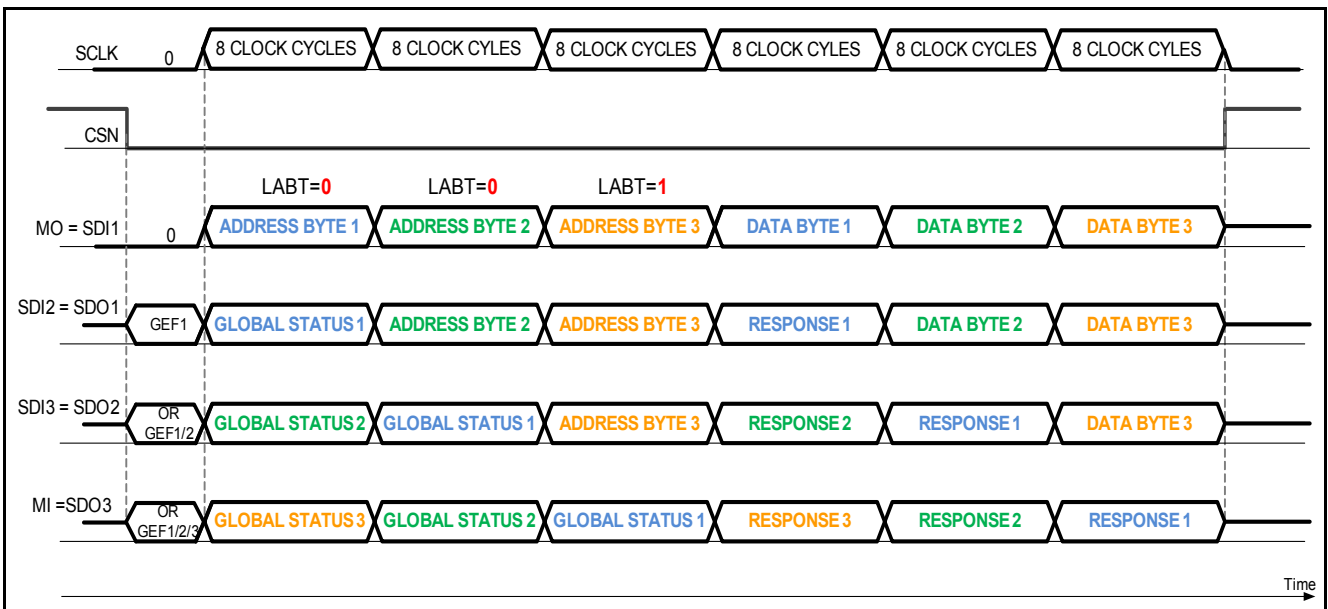 SCLK 0 8 CLOCK CYCLES 8 CLOCK CYLES 8 CLOCK CYCLES 8 CLOCK CYLES 8 CLOCK CYLES 8 CLOCK CYLES
CSN
LABT=0 LABT=0 LABT=1
MO = SDI1 0 ADDRESS BYTE 1 ADDRESS BYTE 2 ADDRESS BYTE 3 DATA BYTE 1 DATA BYTE 2 DATA BYTE 3
SDI2 = SDO1 GEF1 GLOBAL STATUS 1 ADDRESS BYTE 2 ADDRESS BYTE 3 RESPONSE 1 DATA BYTE 2 DATA BYTE 3
SDI3 = SDO2 OR GEF1/2 GLOBAL STATUS 2 GLOBAL STATUS 1 ADDRESS BYTE 3 RESPONSE 2 RESPONSE 1 DATA BYTE 3
MI =SDO3 OR GEF1/2/3 GLOBAL STATUS 3 GLOBAL STATUS 2 GLOBAL STATUS 1 RESPONSE 3 RESPONSE 2 RESPONSE 1
Time